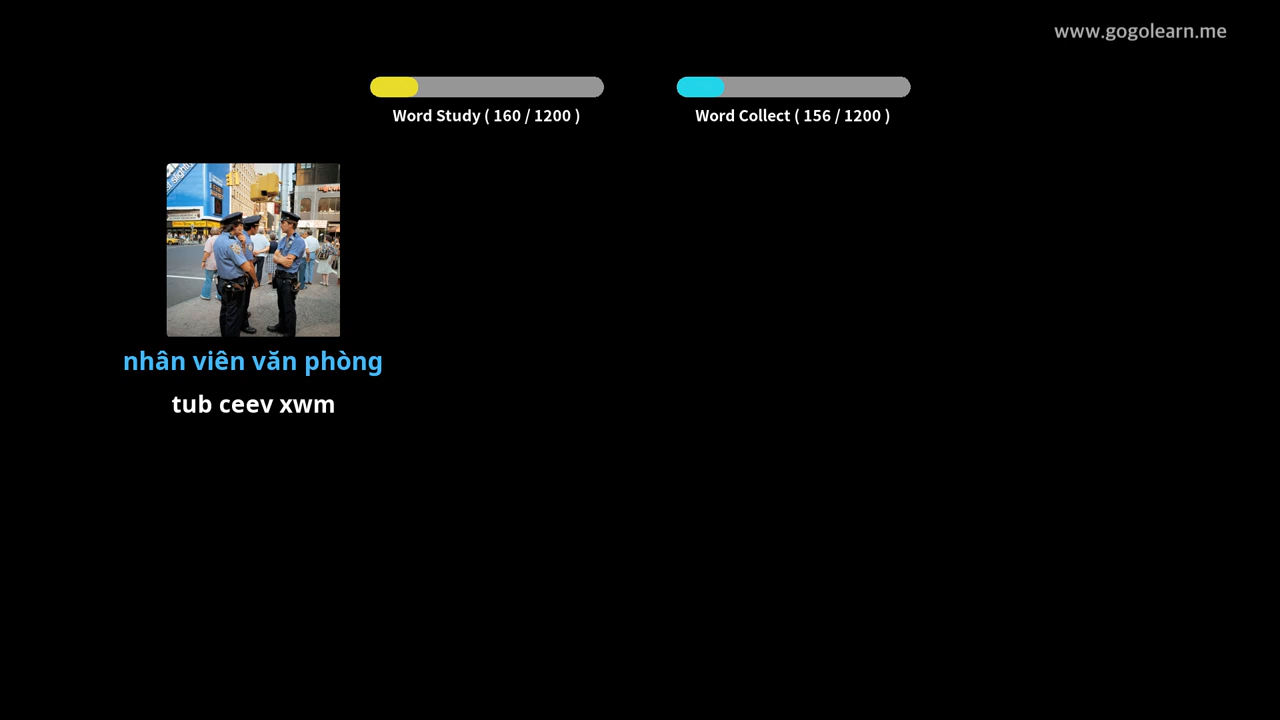 www.gogolearn.me
Word Study ( 160 / 1200 )
Word Collect ( 156 / 1200 )
nhân viên văn phòng
tub ceev xwm